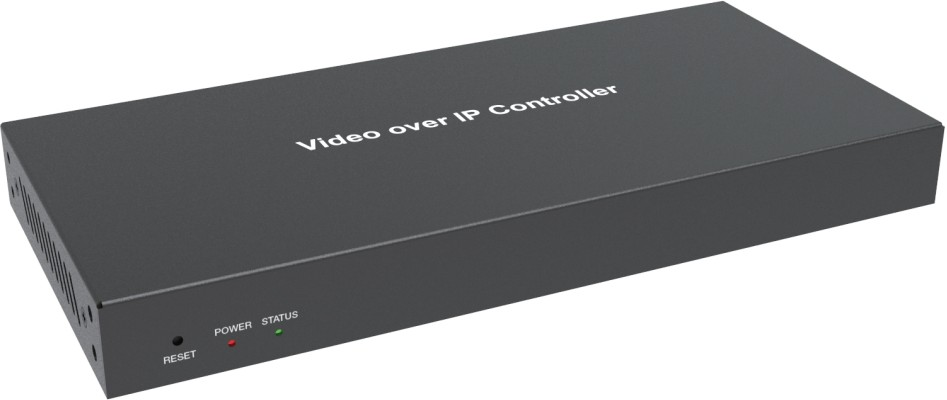 Video over IP Controller
POWER STATUS
RESET